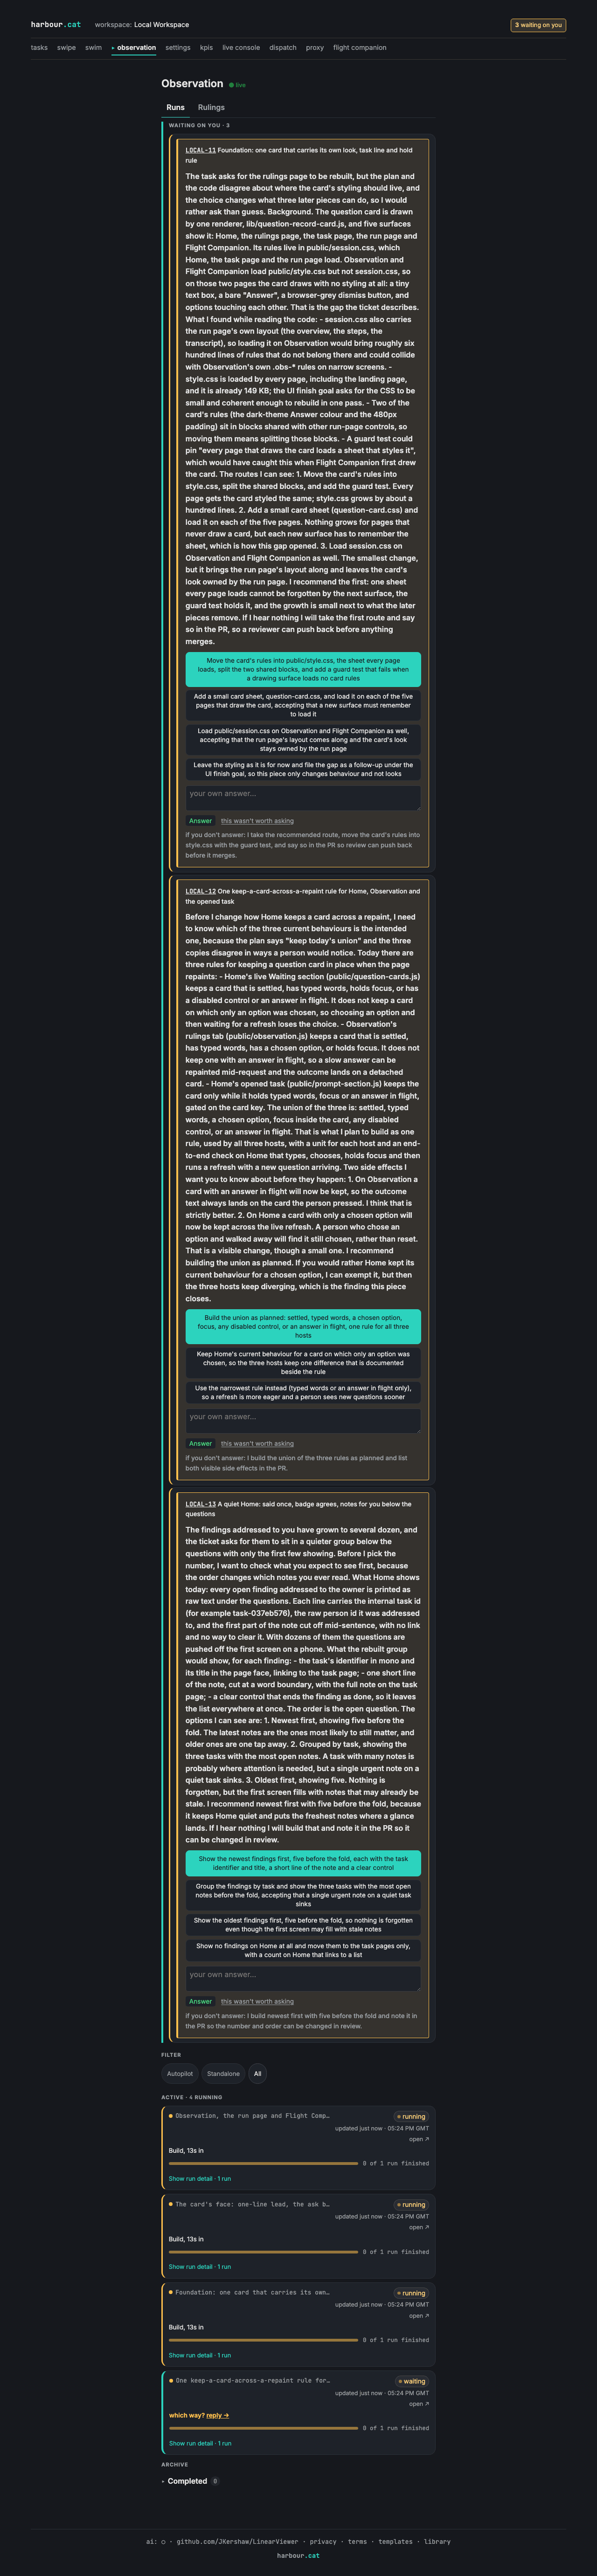 harbour.cat
workspace: Local Workspace
3 waiting on you
tasks swipe swim observation settings kpis live console dispatch proxy flight companion
Observation live
Runs Rulings
WAITING ON YOU · 3
LOCAL-11 Foundation: one card that carries its own look, task line and hold
rule
The task asks for the rulings page to be rebuilt, but the plan and
the code disagree about where the card's styling should live, and
the choice changes what three later pieces can do, so I would
rather ask than guess. Background. The question card is drawn
by one renderer, lib/question-record-card.js, and five surfaces
show it: Home, the rulings page, the task page, the run page and
Flight Companion. Its rules live in public/session.css, which
Home, the task page and the run page load. Observation and
Flight Companion load public/style.css but not session.css, so
on those two pages the card draws with no styling at all: a tiny
text box, a bare "Answer", a browser-grey dismiss button, and
options touching each other. That is the gap the ticket describes.
What I found while reading the code: - session.css also carries
the run page's own layout (the overview, the steps, the
transcript), so loading it on Observation would bring roughly six
hundred lines of rules that do not belong there and could collide
with Observation's own .obs-* rules on narrow screens. -
style.css is loaded by every page, including the landing page,
and it is already 149 KB; the UI finish goal asks for the CSS to be
small and coherent enough to rebuild in one pass. - Two of the
card's rules (the dark-theme Answer colour and the 480px
padding) sit in blocks shared with other run-page controls, so
moving them means splitting those blocks. - A guard test could
pin "every page that draws the card loads a sheet that styles it",
which would have caught this when Flight Companion first drew
the card. The routes I can see: 1. Move the card's rules into
style.css, split the shared blocks, and add the guard test. Every
page gets the card styled the same; style.css grows by about a
hundred lines. 2. Add a small card sheet (question-card.css) and
load it on each of the five pages. Nothing grows for pages that
never draw a card, but each new surface has to remember the
sheet, which is how this gap opened. 3. Load session.css on
Observation and Flight Companion as well. The smallest change,
but it brings the run page's layout along and leaves the card's
look owned by the run page. I recommend the first: one sheet
every page loads cannot be forgotten by the next surface, the
guard test holds it, and the growth is small next to what the later
pieces remove. If I hear nothing I will take the first route and say
so in the PR, so a reviewer can push back before anything
merges.
Move the card's rules into public/style.css, the sheet every page
loads, split the two shared blocks, and add a guard test that fails when
a drawing surface loads no card rules
Add a small card sheet, question-card.css, and load it on each of the five
pages that draw the card, accepting that a new surface must remember
to load it
Load public/session.css on Observation and Flight Companion as well,
accepting that the run page's layout comes along and the card's look
stays owned by the run page
Leave the styling as it is for now and file the gap as a follow-up under the
UI finish goal, so this piece only changes behaviour and not looks
your own answer...
Answer this wasn't worth asking
if you don't answer: I take the recommended route, move the card's rules into
style.css with the guard test, and say so in the PR so review can push back
before it merges.
LOCAL-12 One keep-a-card-across-a-repaint rule for Home, Observation and
the opened task
Before I change how Home keeps a card across a repaint, I need
to know which of the three current behaviours is the intended
one, because the plan says "keep today's union" and the three
copies disagree in ways a person would notice. Today there are
three rules for keeping a question card in place when the page
repaints: - Home's live Waiting section (public/question-cards.js)
keeps a card that is settled, has typed words, holds focus, or has
a disabled control or an answer in flight. It does not keep a card
on which only an option was chosen, so choosing an option and
then waiting for a refresh loses the choice. - Observation's
rulings tab (public/observation.js) keeps a card that is settled,
has typed words, has a chosen option, or holds focus. It does not
keep one with an answer in flight, so a slow answer can be
repainted mid-request and the outcome lands on a detached
card. - Home's opened task (public/prompt-section.js) keeps the
card only while it holds typed words, focus or an answer in flight,
gated on the card key. The union of the three is: settled, typed
words, a chosen option, focus inside the card, any disabled
control, or an answer in flight. That is what I plan to build as one
rule, used by all three hosts, with a unit for each host and an end-
to-end check on Home that types, chooses, holds focus and then
runs a refresh with a new question arriving. Two side effects I
want you to know about before they happen: 1. On Observation a
card with an answer in flight will now be kept, so the outcome
text always lands on the card the person pressed. I think that is
strictly better. 2. On Home a card with only a chosen option will
now be kept across the live refresh. A person who chose an
option and walked away will find it still chosen, rather than reset.
That is a visible change, though a small one. I recommend
building the union as planned. If you would rather Home kept its
current behaviour for a chosen option, I can exempt it, but then
the three hosts keep diverging, which is the finding this piece
closes.
Build the union as planned: settled, typed words, a chosen option,
focus, any disabled control, or an answer in flight, one rule for all three
hosts
Keep Home's current behaviour for a card on which only an option was
chosen, so the three hosts keep one difference that is documented
beside the rule
Use the narrowest rule instead (typed words or an answer in flight only),
so a refresh is more eager and a person sees new questions sooner
your own answer...
Answer this wasn't worth asking
if you don't answer: I build the union of the three rules as planned and list
both visible side effects in the PR.
LOCAL-13 A quiet Home: said once, badge agrees, notes for you below the
questions
The findings addressed to you have grown to several dozen, and
the ticket asks for them to sit in a quieter group below the
questions with only the first few showing. Before I pick the
number, I want to check what you expect to see first, because
the order changes which notes you ever read. What Home shows
today: every open finding addressed to the owner is printed as
raw text under the questions. Each line carries the internal task id
(for example task-037eb576), the raw person id it was addressed
to, and the first part of the note cut off mid-sentence, with no link
and no way to clear it. With dozens of them the questions are
pushed off the first screen on a phone. What the rebuilt group
would show, for each finding: - the task's identifier in mono and
its title in the page face, linking to the task page; - one short line
of the note, cut at a word boundary, with the full note on the task
page; - a clear control that ends the finding as done, so it leaves
the list everywhere at once. The order is the open question. The
options I can see are: 1. Newest first, showing five before the
fold. The latest notes are the ones most likely to still matter, and
older ones are one tap away. 2. Grouped by task, showing the
three tasks with the most open notes. A task with many notes is
probably where attention is needed, but a single urgent note on a
quiet task sinks. 3. Oldest first, showing five. Nothing is
forgotten, but the first screen fills with notes that may already be
stale. I recommend newest first with five before the fold, because
it keeps Home quiet and puts the freshest notes where a glance
lands. If I hear nothing I will build that and note it in the PR so it
can be changed in review.
Show the newest findings first, five before the fold, each with the task
identifier and title, a short line of the note and a clear control
Group the findings by task and show the three tasks with the most open
notes before the fold, accepting that a single urgent note on a quiet task
sinks
Show the oldest findings first, five before the fold, so nothing is forgotten
even though the first screen may fill with stale notes
Show no findings on Home at all and move them to the task pages only,
with a count on Home that links to a list
your own answer...
Answer this wasn't worth asking
if you don't answer: I build newest first with five before the fold and note it in
the PR so the number and order can be changed in review.
FILTER
Autopilot Standalone All
ACTIVE · 4 RUNNING
Observation, the run page and Flight Comp… running
updated just now · 05:24 PM GMT
open ↗
Build, 13s in
0 of 1 run finished
Show run detail · 1 run
The card's face: one-line lead, the ask b… running
updated just now · 05:24 PM GMT
open ↗
Build, 13s in
0 of 1 run finished
Show run detail · 1 run
Foundation: one card that carries its own… running
updated just now · 05:24 PM GMT
open ↗
Build, 13s in
0 of 1 run finished
Show run detail · 1 run
One keep-a-card-across-a-repaint rule for… waiting
updated just now · 05:24 PM GMT
open ↗
which way? reply →
0 of 1 run finished
Show run detail · 1 run
ARCHIVE
Completed 0
ai: ○ · github.com/JKershaw/LinearViewer · privacy · terms · templates · library
harbour.cat